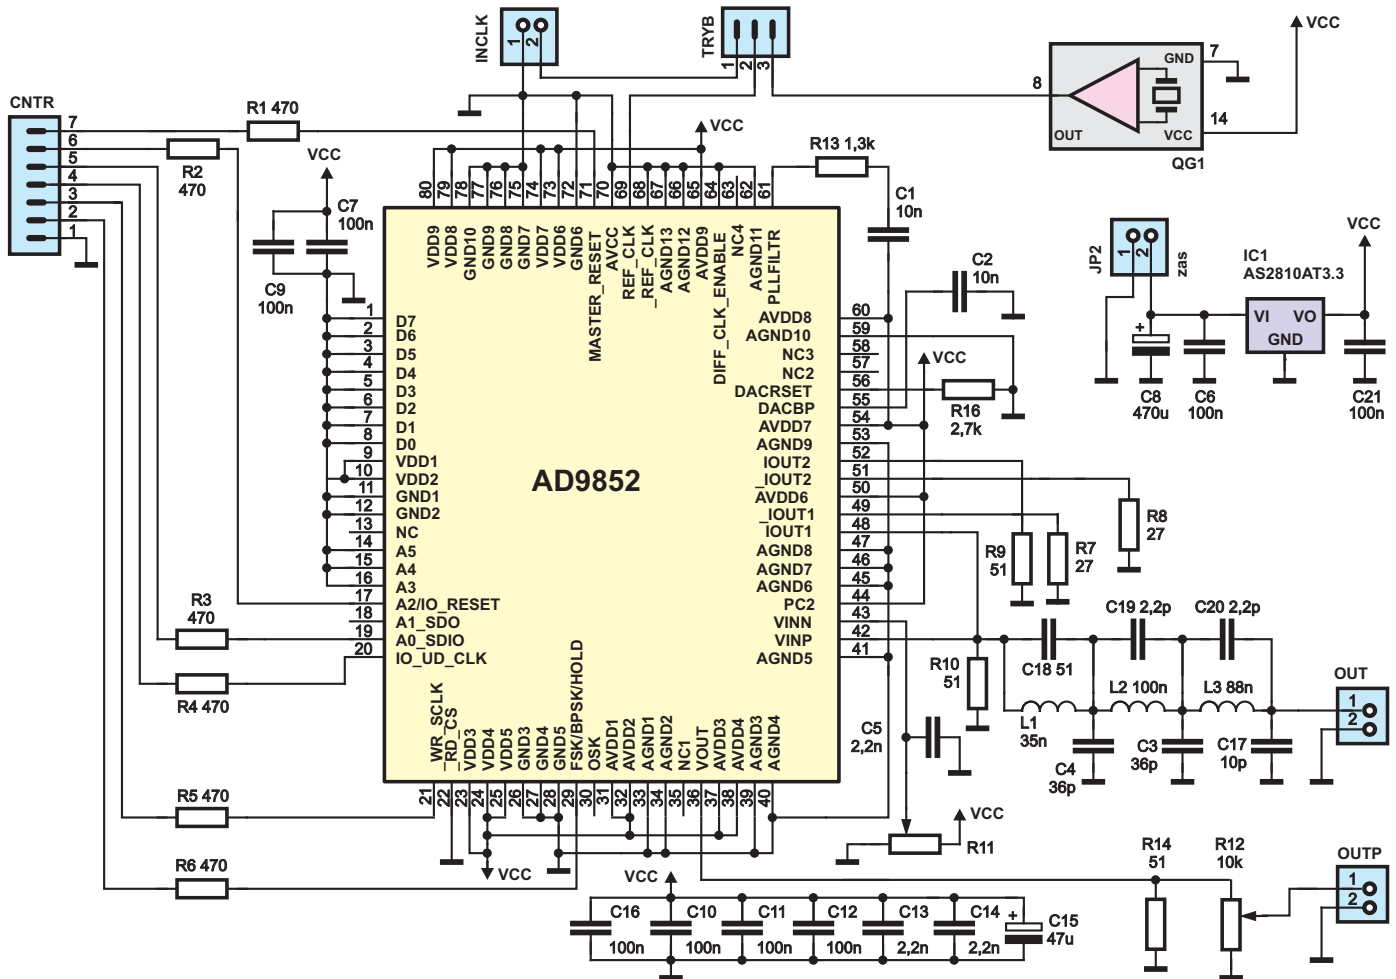 INCLK
1
2
TRYB
1
2
3
VCC
GND
7
8
OUT
14
VCC
QG1
CNTR
7
6
5
4
3
2
1
R1 470
R2
470
VCC
C7
100n
C9
100n
VCC
R13 1,3k
C1
10n
C2
10n
JP2
1
2
zas
IC1
AS2810AT3.3
VI
VO
GND
VCC
C8
470u
+
C6
100n
C21
100n
80
79
78
77
76
75
74
73
72
71
70
69
68
67
66
65
64
63
62
61
VDD9
VDD8
GND10
GND9
GND8
GND7
VDD7
VDD6
GND6
MASTER_RESET
AVCC
REF_CLK
_REF_CLK
AGND13
AGND12
AVDD9
DIFF_CLK_ENABLE
NC4
AGND11
PLLFILTR
1 D7
2 D6
3 D5
4 D4
5 D3
6 D2
7 D1
8 D0
9 VDD1
10 VDD2
11 GND1
12 GND2
13 NC
14 A5
15 A4
16 A3
17 A2/IO_RESET
18 A1_SDO
19 A0_SDIO
20 IO_UD_CLK
AD9852
AVDD8 60
AGND10 59
NC3 58
NC2 57
DACRSET 56
DACBP 55
AVDD7 54
AGND9 53
IOUT2 52
_IOUT2 51
AVDD6 50
_IOUT1 49
IOUT1 48
AGND8 47
AGND7 46
AGND6 45
PC2 44
VINN 43
VINP 42
AGND5 41
_WR_SCLK
_RD_CS
VDD3
VDD4
VDD5
GND3
GND4
GND5
FSK/BPSK/HOLD
OSK
AVDD1
AVDD2
AGND1
AGND2
NC1
VOUT
AVDD3
AVDD4
AGND3
AGND4
21
22
23
24
25
26
27
28
29
30
31
32
33
34
35
36
37
38
39
40
VCC
R16
2,7k
R9
51
R7
27
R8
27
R3
470
R4 470
R5 470
R6 470
R10
51
C18 51
C19 2,2p
C20 2,2p
L1
35n
L2 100n
L3 88n
C4
36p
C3
36p
C17
10p
OUT
1
2
C5
2,2n
VCC
R11
R14
51
R12
10k
OUTP
1
2
VCC
VCC
C16
100n
C10
100n
C11
100n
C12
100n
C13
2,2n
C14
2,2n
+
C15
47u